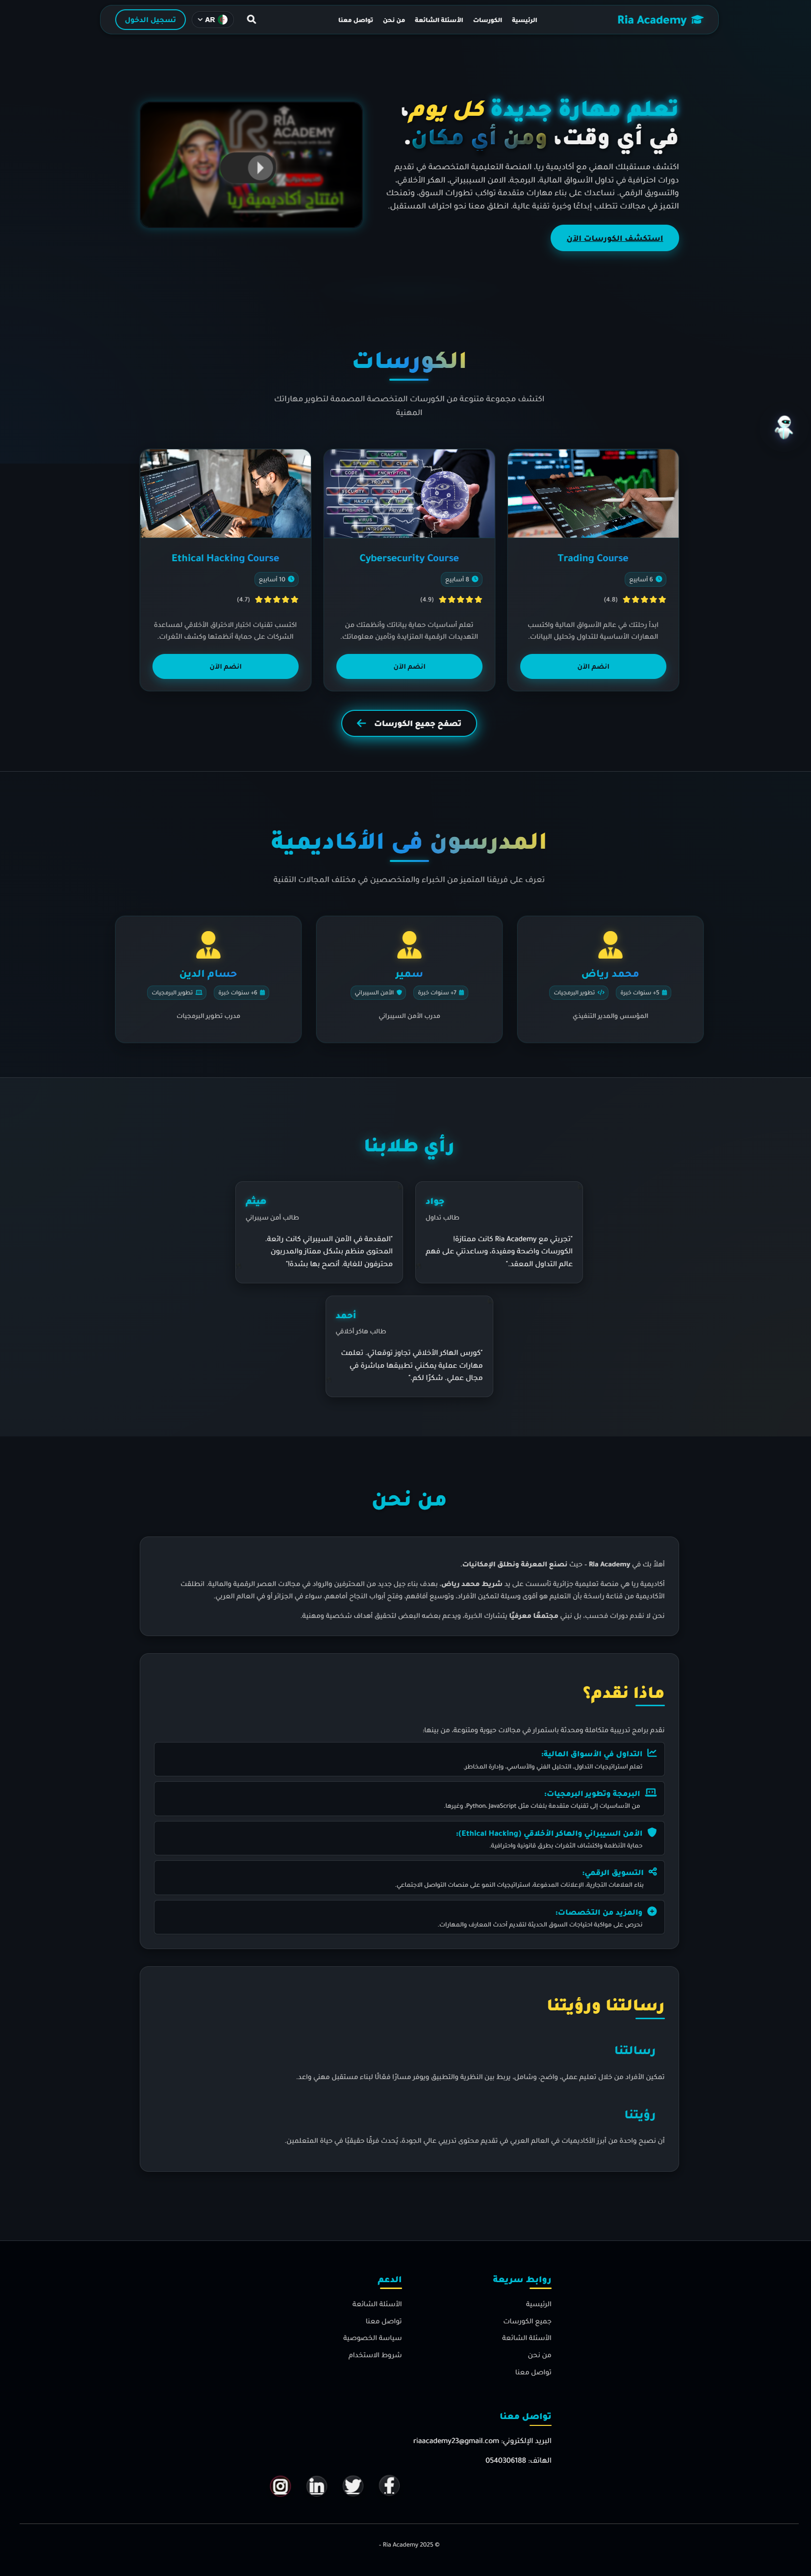 Ria Academy
الرئيسية
الكورسات
الأسئلة الشائعة
من نحن
تواصل معنا
AR
تسجيل الدخول
تعلم مهارة جديدة كل يوم،
في أي وقت، ومن أي مكان.
اكتشف مستقبلك المهني مع أكاديمية ريا، المنصة التعليمية المتخصصة في تقديم
دورات احترافية في تداول الأسواق المالية، البرمجة، الامن السيبيراني، الهكر الأخلاقي،
والتسويق الرقمي. نساعدك على بناء مهارات متقدمة تواكب تطورات السوق، وتمنحك
التميز في مجالات تتطلب إبداعًا وخبرة تقنية عالية. انطلق معنا نحو احتراف المستقبل.
استكشف الكورسات الآن
RIA
ACADEMY
افتتاح أكاديمية ريا
الكورسات
اكتشف مجموعة متنوعة من الكورسات المتخصصة المصممة لتطوير مهاراتك
المهنية
Trading Course
6 أسابيع
(4.8)
ابدأ رحلتك في عالم الأسواق المالية واكتسب
المهارات الأساسية للتداول وتحليل البيانات.
انضم الآن
CRACKER
CYBER
CODE
ENCRYPTION
TROJAN
SECURITY
IDENTITY
HACKER
PHISHING
PRIVACY
VIRUS
INTRUSION
Cybersecurity Course
8 أسابيع
(4.9)
تعلم أساسيات حماية بياناتك وأنظمتك من
التهديدات الرقمية المتزايدة وتأمين معلوماتك.
انضم الآن
Ethical Hacking Course
10 أسابيع
(4.7)
اكتسب تقنيات اختبار الاختراق الأخلاقي لمساعدة
الشركات على حماية أنظمتها وكشف الثغرات.
انضم الآن
تصفح جميع الكورسات
المدرسون في الأكاديمية
تعرف على فريقنا المتميز من الخبراء والمتخصصين في مختلف المجالات التقنية
محمد رياض
5+ سنوات خبرة
تطوير البرمجيات
المؤسس والمدير التنفيذي
سمير
7+ سنوات خبرة
الأمن السيبراني
مدرب الأمن السيبراني
حسام الدين
6+ سنوات خبرة
تطوير البرمجيات
مدرب تطوير البرمجيات
رأي طلابنا
جواد
طالب تداول
"تجربتي مع Ria Academy كانت ممتازة!
الكورسات واضحة ومفيدة، وساعدتني على فهم
عالم التداول المعقد."
هيثم
طالب أمن سيبراني
"المقدمة في الأمن السيبراني كانت رائعة.
المحتوى منظم بشكل ممتاز والمدربون
محترفون للغاية. أنصح بها بشدة!"
أحمد
طالب هاكر أخلاقي
"كورس الهاكر الأخلاقي تجاوز توقعاتي. تعلمت
مهارات عملية يمكنني تطبيقها مباشرة في
مجال عملي. شكرًا لكم."
من نحن
أهلاً بك في Ria Academy – حيث نصنع المعرفة ونطلق الإمكانيات.
أكاديمية ريا هي منصة تعليمية جزائرية تأسست على يد شريط محمد رياض، بهدف بناء جيل جديد من المحترفين والرواد في مجالات العصر الرقمية والمالية. انطلقت
الأكاديمية من قناعة راسخة بأن التعليم هو أقوى وسيلة لتمكين الأفراد، وتوسيع آفاقهم، وفتح أبواب النجاح أمامهم، سواء في الجزائر أو في العالم العربي.
نحن لا نقدم دورات فحسب، بل نبني مجتمعًا معرفيًا يتشارك الخبرة، ويدعم بعضه البعض لتحقيق أهداف شخصية ومهنية.
ماذا نقدم؟
نقدم برامج تدريبية متكاملة ومحدثة باستمرار في مجالات حيوية ومتنوعة، من بينها:
التداول في الأسواق المالية:
تعلم استراتيجيات التداول، التحليل الفني والأساسي، وإدارة المخاطر.
البرمجة وتطوير البرمجيات:
من الأساسيات إلى تقنيات متقدمة بلغات مثل Python، JavaScript، وغيرها.
الأمن السيبراني والهاكر الأخلاقي (Ethical Hacking):
حماية الأنظمة واكتشاف الثغرات بطرق قانونية واحترافية.
التسويق الرقمي:
بناء العلامات التجارية، الإعلانات المدفوعة، استراتيجيات النمو على منصات التواصل الاجتماعي.
والمزيد من التخصصات:
نحرص على مواكبة احتياجات السوق الحديثة لتقديم أحدث المعارف والمهارات.
رسالتنا ورؤيتنا
رسالتنا
تمكين الأفراد من خلال تعليم عملي، واضح، وشامل، يربط بين النظرية والتطبيق ويوفر مسارًا فعّالًا لبناء مستقبل مهني واعد.
رؤيتنا
أن نصبح واحدة من أبرز الأكاديميات في العالم العربي في تقديم محتوى تدريبي عالي الجودة، يُحدث فرقًا حقيقيًا في حياة المتعلمين.
روابط سريعة
الرئيسية
جميع الكورسات
الأسئلة الشائعة
من نحن
تواصل معنا
الدعم
الأسئلة الشائعة
تواصل معنا
سياسة الخصوصية
شروط الاستخدام
تواصل معنا
البريد الإلكتروني: riaacademy23@gmail.com
الهاتف: 0540306188
© 2025 Ria Academy –